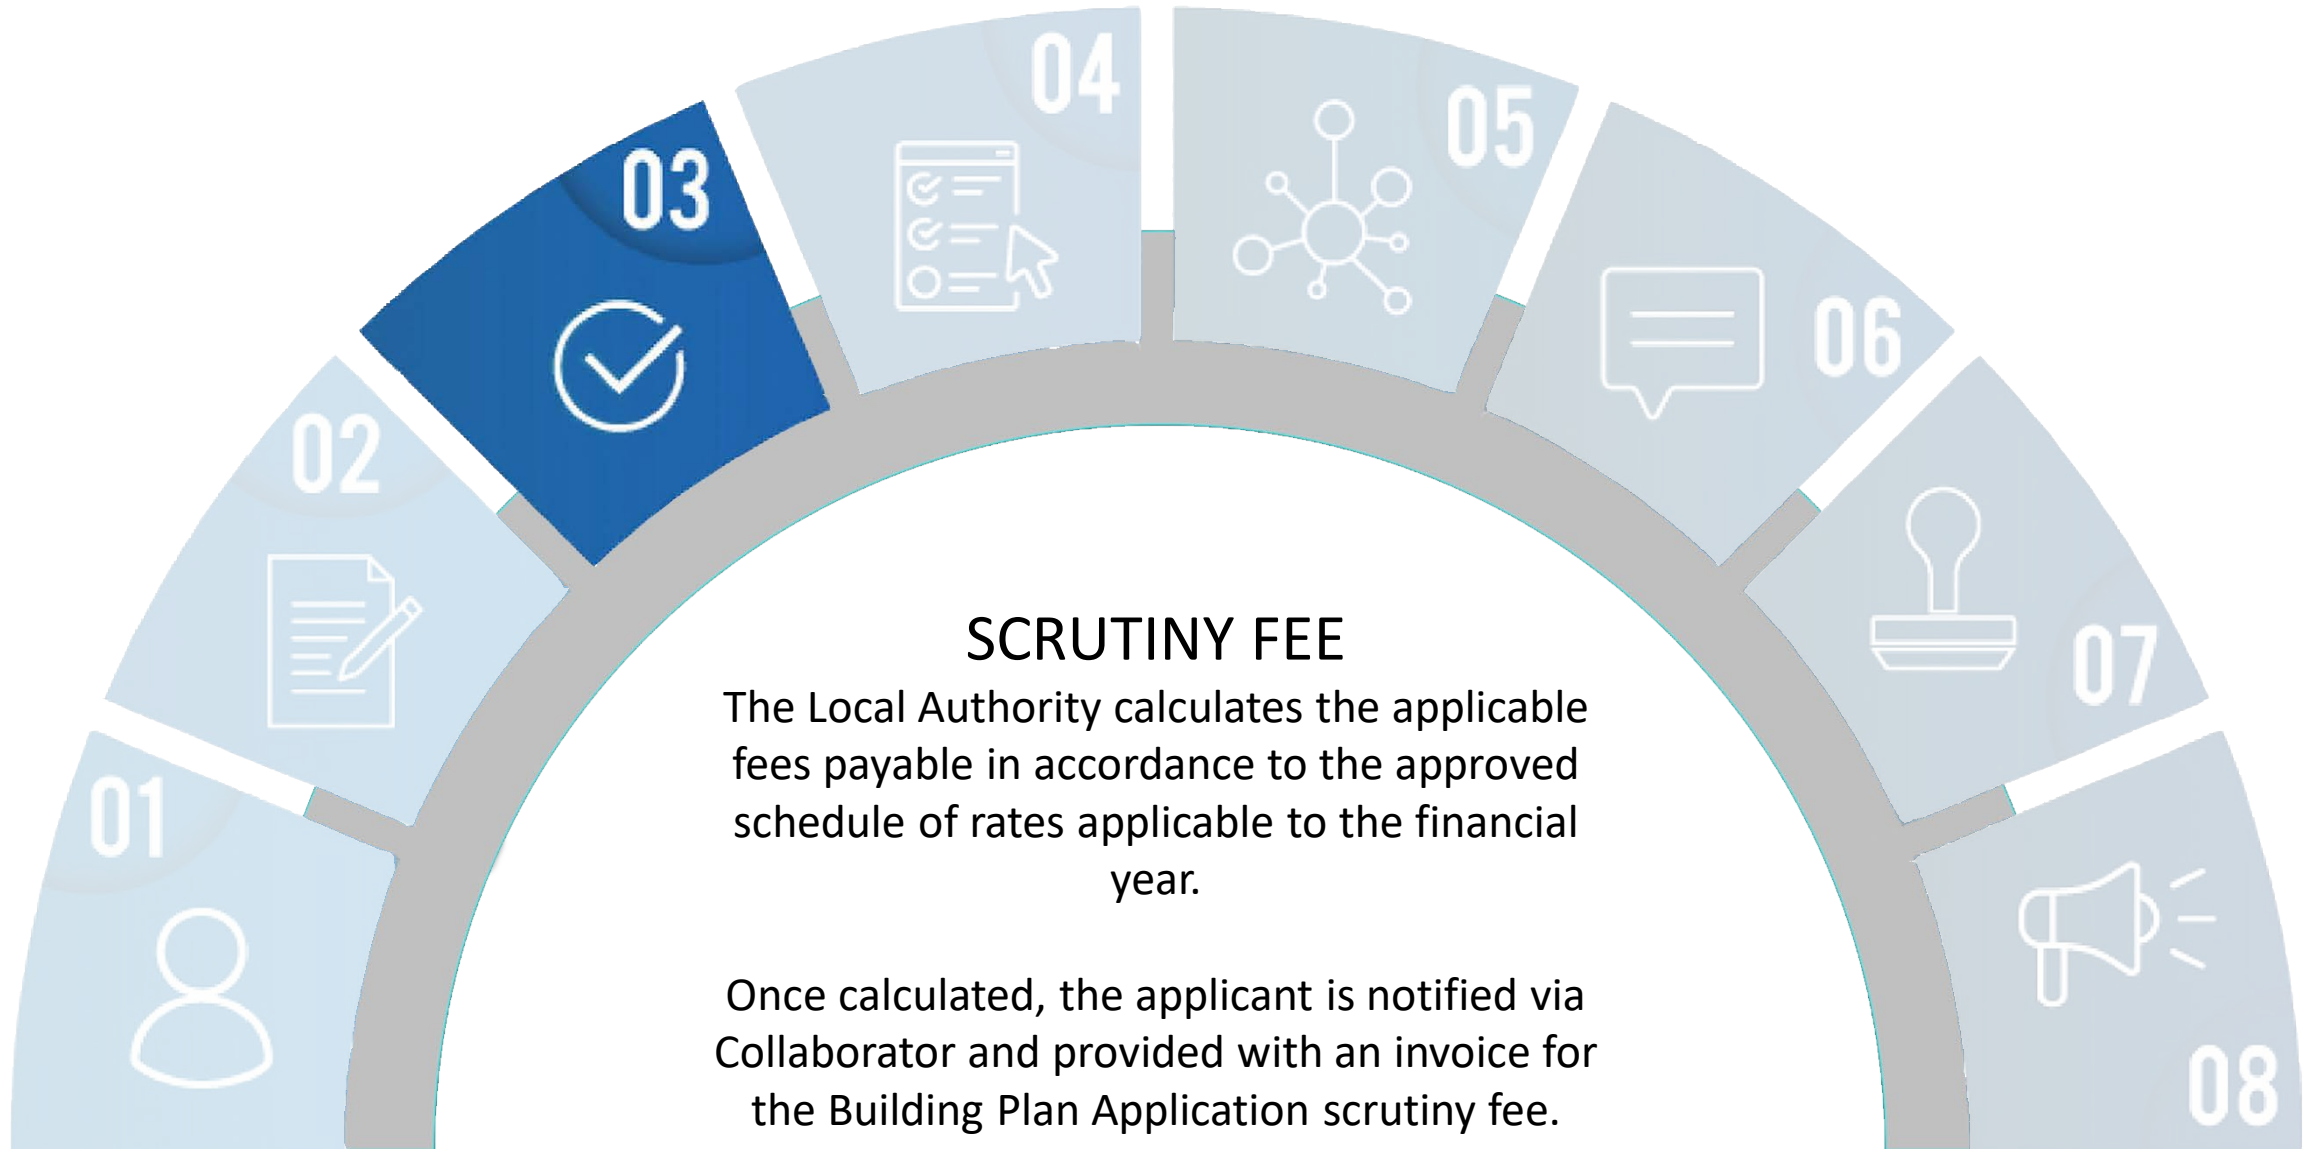 01
02
03
04
05
06
07
08
SCRUTINY FEE
The Local Authority calculates the applicable
fees payable in accordance to the approved
schedule of rates applicable to the financial
year.
Once calculated, the applicant is notified via
Collaborator and provided with an invoice for
the Building Plan Application scrutiny fee.